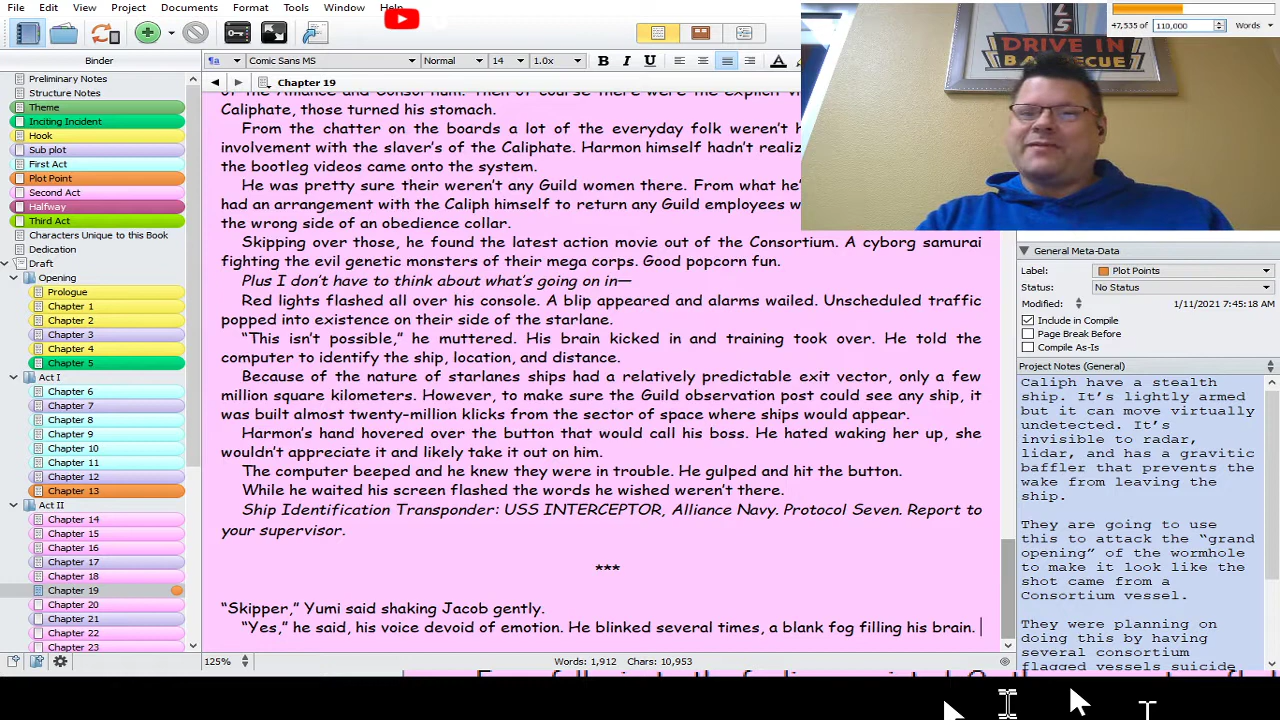 File Edit View Project Documents Format Tools Window Help
LS
DRIVE IN
BARBECUE
47,535 of 110,000 Words
Comic Sans MS Normal 14 1.0x B I U A
Binder
Chapter 19
Preliminary Notes
Structure Notes
Theme
Inciting Incident
Hook
Sub plot
First Act
Plot Point
Second Act
Halfway
Third Act
Characters Unique to this Book
Dedication
Draft
Opening
Prologue
Chapter 1
Chapter 2
Chapter 3
Chapter 4
Chapter 5
Act I
Chapter 6
Chapter 7
Chapter 8
Chapter 9
Chapter 10
Chapter 11
Chapter 12
Chapter 13
Act II
Chapter 14
Chapter 15
Chapter 16
Chapter 17
Chapter 18
Chapter 19
Chapter 20
Chapter 21
Chapter 22
Chapter 23
Caliphate, those turned his stomach.
From the chatter on the boards a lot of the everyday folk weren't
involvement with the slaver's of the Caliphate. Harmon himself hadn't
the bootleg videos came onto the system.
He was pretty sure their weren't any Guild women there. From what
had an arrangement with the Caliph himself to return any Guild employees
the wrong side of an obedience collar.
Skipping over those, he found the latest action movie out of the Consortium. A cyborg samurai
fighting the evil genetic monsters of their mega corps. Good popcorn fun.
Plus I don't have to think about what's going on in—
Red lights flashed all over his console. A blip appeared and alarms wailed. Unscheduled traffic
popped into existence on their side of the starlane.
“This isn't possible,” he muttered. His brain kicked in and training took over. He told the
computer to identify the ship, location, and distance.
Because of the nature of starlanes ships had a relatively predictable exit vector, only a few
million square kilometers. However, to make sure the Guild observation post could see any ship, it
was built almost twenty-million klicks from the sector of space where ships would appear.
Harmon's hand hovered over the button that would call his boss. He hated waking her up, she
wouldn't appreciate it and likely take it out on him.
The computer beeped and he knew they were in trouble. He gulped and hit the button.
While he waited his screen flashed the words he wished weren't there.
Ship Identification Transponder: USS INTERCEPTOR, Alliance Navy. Protocol Seven. Report to
your supervisor.
***
“Skipper,” Yumi said shaking Jacob gently.
“Yes,” he said, his voice devoid of emotion. He blinked several times, a blank fog filling his brain.
125% Words: 1,912 Chars: 10,953
General Meta-Data
Label: Plot Points
Status: No Status
Modified: 1/11/2021 7:45:18 AM
Include in Compile
Page Break Before
Compile As-Is
Project Notes (General)
Caliph have a stealth
ship. It's lightly armed
but it can move virtually
undetected. It's
invisible to radar,
lidar, and has a gravitic
baffler that prevents the
wake from leaving the
ship.
They are going to use
this to attack the “grand
opening” of the wormhole
to make it look like the
shot came from a
Consortium vessel.
They were planning on
doing this by having
several consortium
flagged vessels suicide